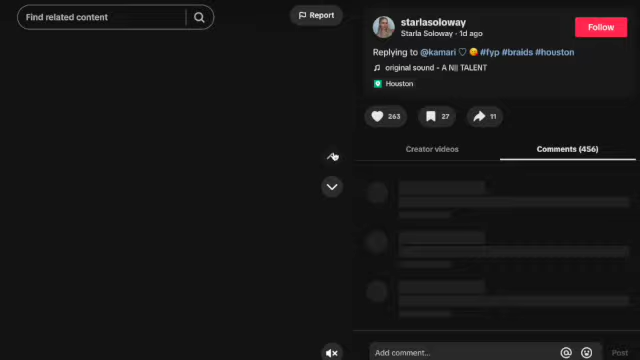 Find related content
Report
starlasoloway
Starla Soloway · 1d ago
Follow
Replying to @kamari ♡ 😘 #fyp #braids #houston
original sound - A N|| TALENT
Houston
263
27
11
Creator videos
Comments (456)
Add comment...
Post